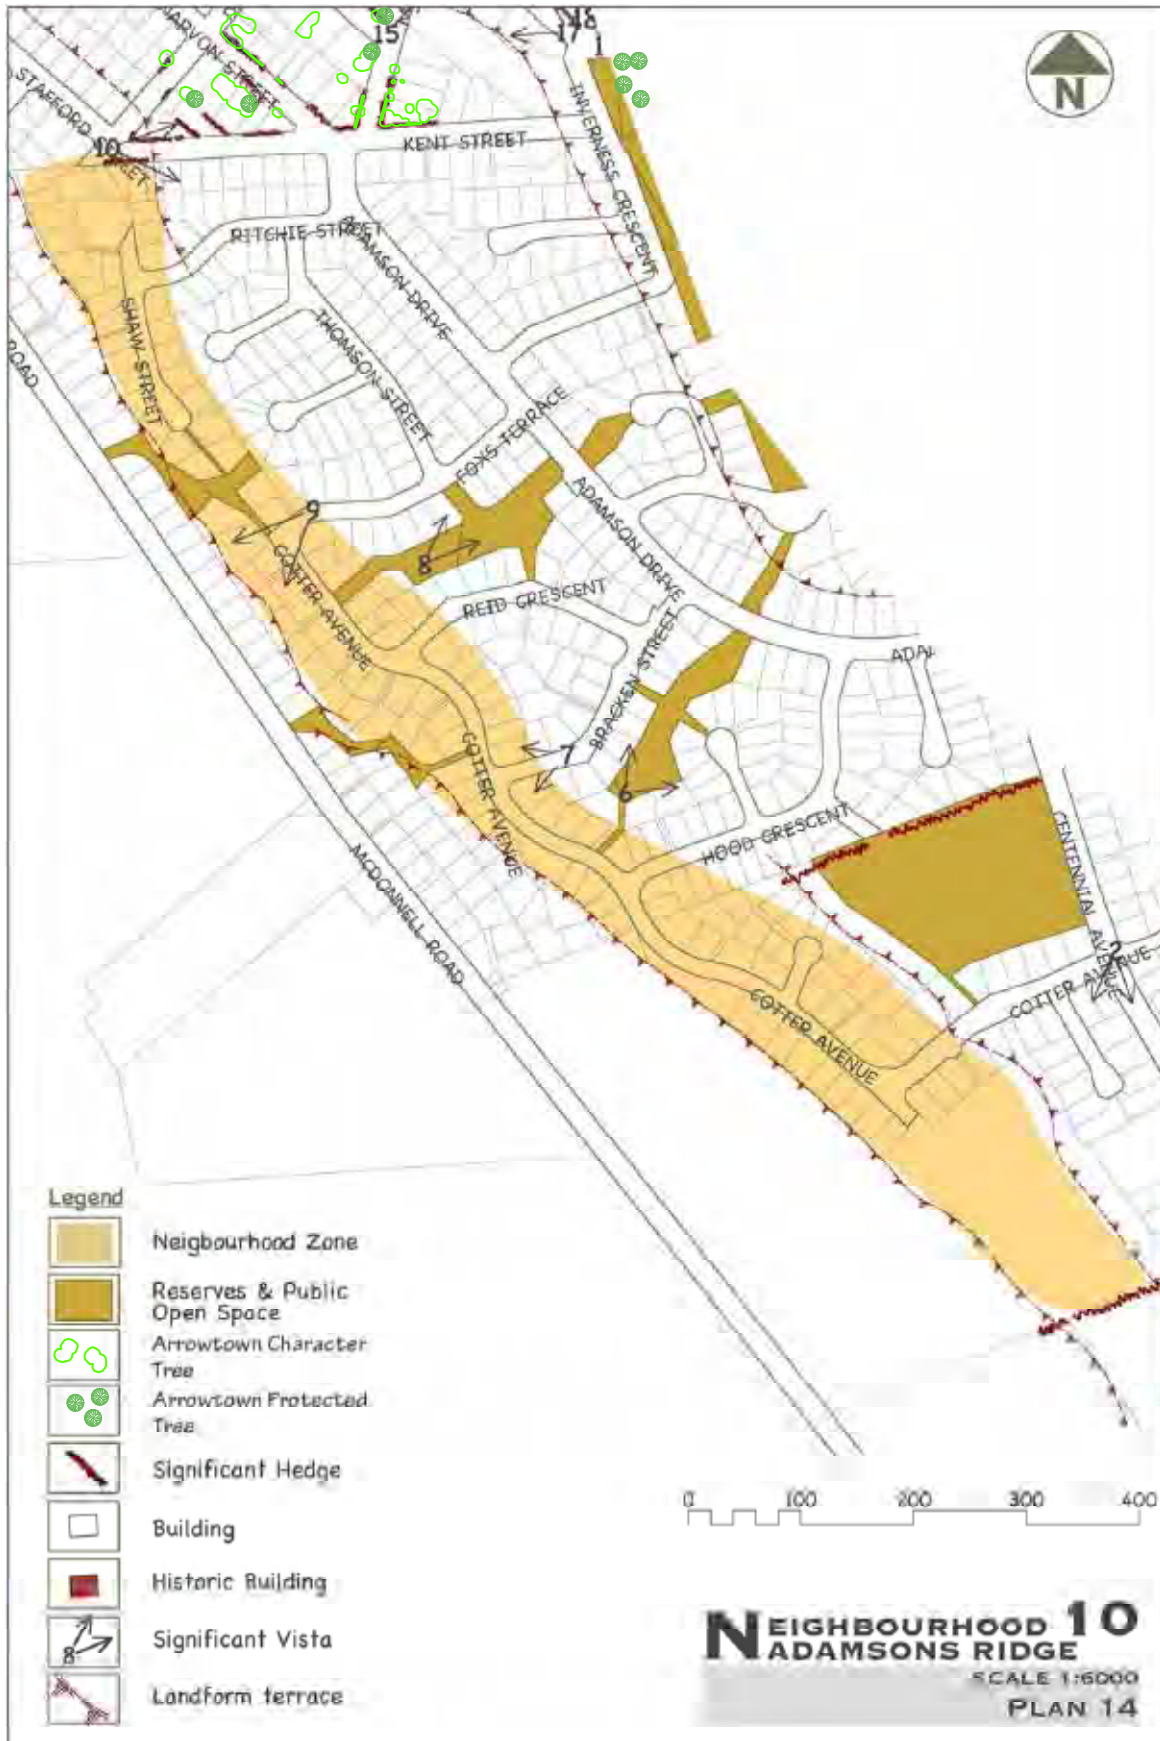 18
15
17
1
N
STAFFORD
10
KENT STREET
INVERNESS CRESCENT
RITCHIE STREET
ADAMSON DRIVE
SHAW STREET
THOMSON STREET
ROAD
FOXS TERRACE
9
8
ADAMSON DRIVE
COTTER AVENUE
REID CRESCENT
BRACKEN STREET
ADA
7
6
COTTER AVENUE
HOOD CRESCENT
CENTENNIAL AVENUE
MCDONNELL ROAD
2
COTTER AVENUE
COTTER AVENUE
Legend
Neigbourhood Zone
Reserves & Public
Open Space
Arrowtown Character
Tree
Arrowtown Protected
Tree
Significant Hedge
Building
Historic Building
8
Significant Vista
Landform terrace
0 100 200 300 400
NEIGHBOURHOOD 10
ADAMSONS RIDGE
SCALE 1:6000
PLAN 14